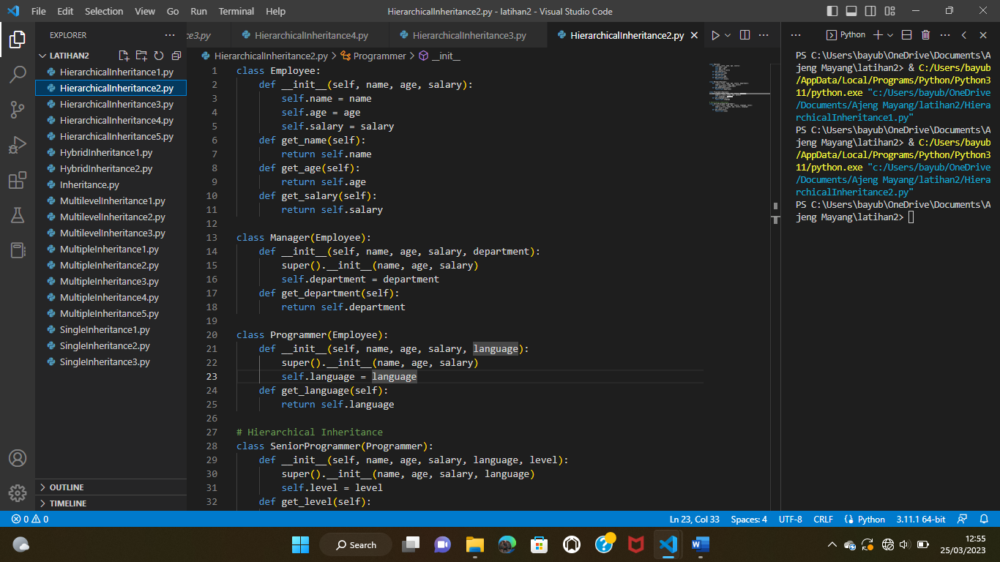 File Edit Selection View Go Run Terminal Help HierarchicalInheritance2.py - latihan2 - Visual Studio Code
EXPLORER
LATIHAN2
HierarchicalInheritance1.py
HierarchicalInheritance2.py
HierarchicalInheritance3.py
HierarchicalInheritance4.py
HierarchicalInheritance5.py
HybridInheritance1.py
HybridInheritance2.py
Inheritance.py
MultilevelInheritance1.py
MultilevelInheritance2.py
MultilevelInheritance3.py
MultipleInheritance1.py
MultipleInheritance2.py
MultipleInheritance3.py
MultipleInheritance4.py
MultipleInheritance5.py
SingleInheritance1.py
SingleInheritance2.py
SingleInheritance3.py
OUTLINE
TIMELINE
ce3.py HierarchicalInheritance4.py HierarchicalInheritance3.py HierarchicalInheritance2.py
HierarchicalInheritance2.py > Programmer > __init__
1 class Employee:
2 def __init__(self, name, age, salary):
3 self.name = name
4 self.age = age
5 self.salary = salary
6 def get_name(self):
7 return self.name
8 def get_age(self):
9 return self.age
10 def get_salary(self):
11 return self.salary
12
13 class Manager(Employee):
14 def __init__(self, name, age, salary, department):
15 super().__init__(name, age, salary)
16 self.department = department
17 def get_department(self):
18 return self.department
19
20 class Programmer(Employee):
21 def __init__(self, name, age, salary, language):
22 super().__init__(name, age, salary)
23 self.language = language
24 def get_language(self):
25 return self.language
26
27 # Hierarchical Inheritance
28 class SeniorProgrammer(Programmer):
29 def __init__(self, name, age, salary, language, level):
30 super().__init__(name, age, salary, language)
31 self.level = level
32 def get_level(self):
Python
PS C:\Users\bayub\OneDrive\Documents\A
jeng Mayang\latihan2> & C:/Users/bayub
/AppData/Local/Programs/Python/Python3
11/python.exe "c:/Users/bayub/OneDrive
/Documents/Ajeng Mayang/latihan2/Hiera
rchicalInheritance1.py"
PS C:\Users\bayub\OneDrive\Documents\A
jeng Mayang\latihan2> & C:/Users/bayub
/AppData/Local/Programs/Python/Python3
11/python.exe "c:/Users/bayub/OneDrive
/Documents/Ajeng Mayang/latihan2/Hiera
rchicalInheritance2.py"
PS C:\Users\bayub\OneDrive\Documents\A
jeng Mayang\latihan2>
0 0 Ln 23, Col 33 Spaces: 4 UTF-8 CRLF Python 3.11.1 64-bit
Search
12:55
25/03/2023